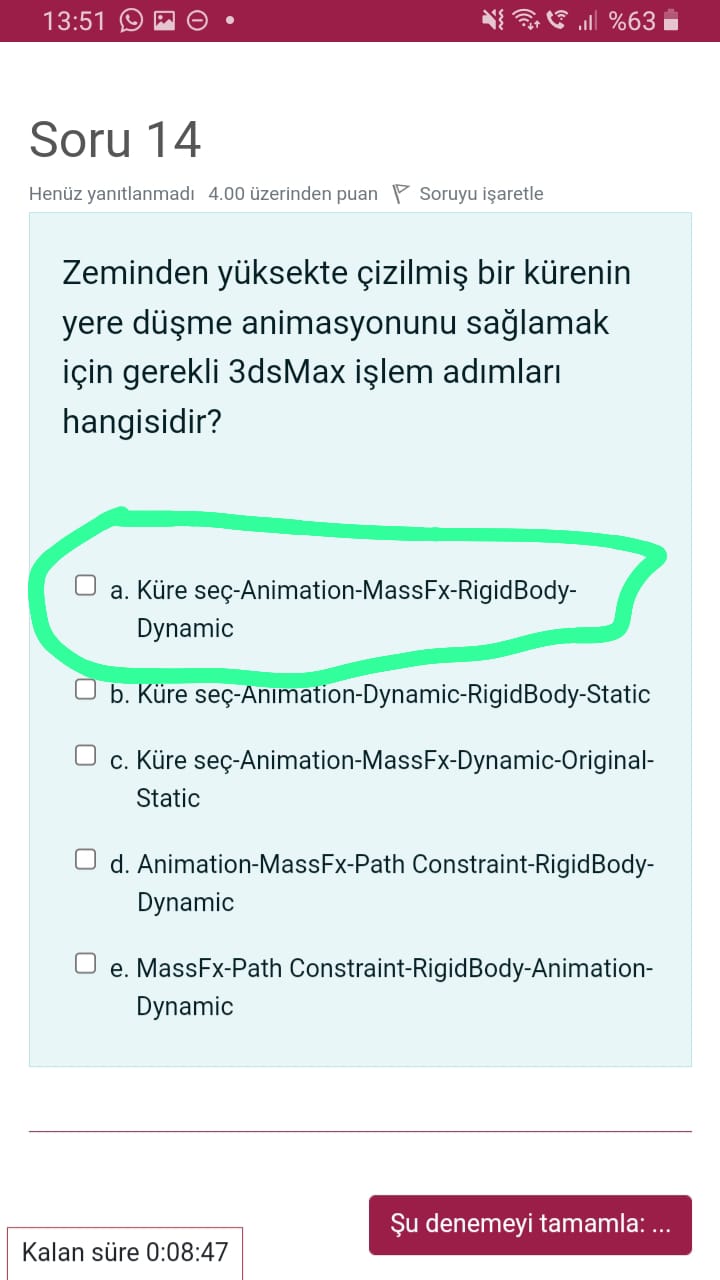 13:51 %63
Soru 14
Henüz yanıtlanmadı 4.00 üzerinden puan Soruyu işaretle
Zeminden yüksekte çizilmiş bir kürenin
yere düşme animasyonunu sağlamak
için gerekli 3dsMax işlem adımları
hangisidir?
a. Küre seç-Animation-MassFx-RigidBody-
Dynamic
b. Küre seç-Animation-Dynamic-RigidBody-Static
c. Küre seç-Animation-MassFx-Dynamic-Original-
Static
d. Animation-MassFx-Path Constraint-RigidBody-
Dynamic
e. MassFx-Path Constraint-RigidBody-Animation-
Dynamic
Şu denemeyi tamamla: ...
Kalan süre 0:08:47